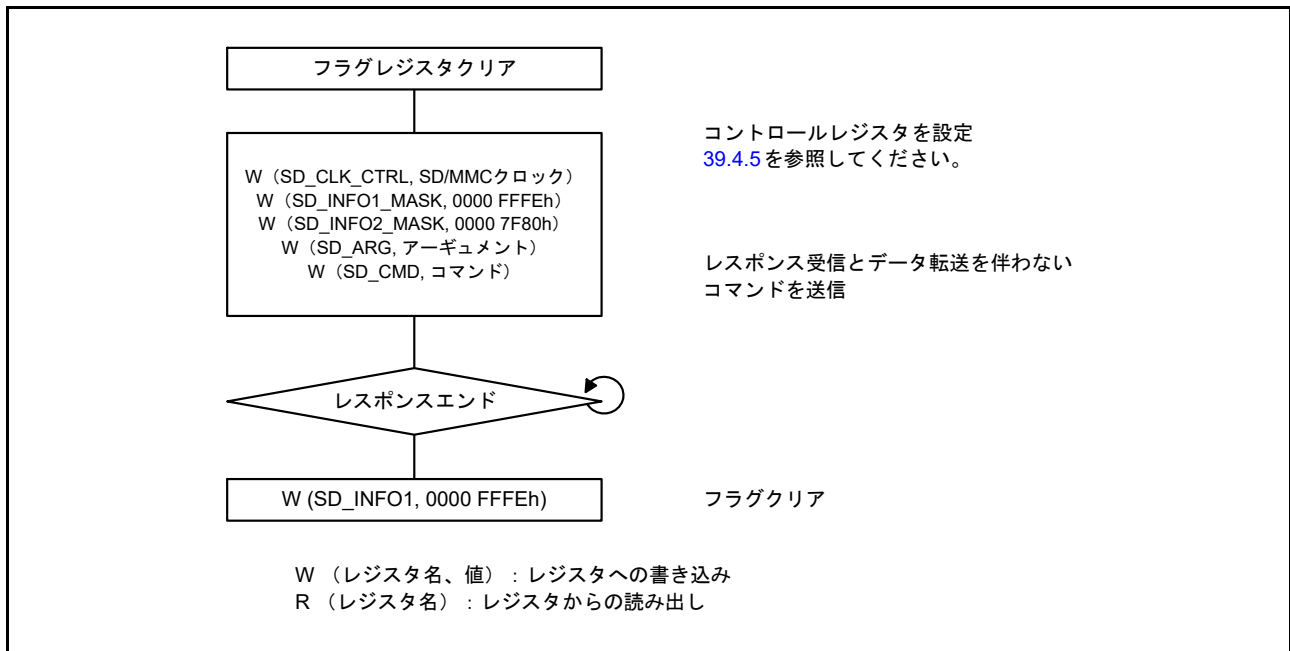 フラグレジスタクリア
コントロールレジスタを設定
39.4.5を参照してください。
W（SD_CLK_CTRL, SD/MMCクロック）
W（SD_INFO1_MASK, 0000 FFFEh）
W（SD_INFO2_MASK, 0000 7F80h）
W（SD_ARG, アーギュメント）
W（SD_CMD, コマンド）
レスポンス受信とデータ転送を伴わない
コマンドを送信
レスポンスエンド
W (SD_INFO1, 0000 FFFEh)
フラグクリア
W （レジスタ名、値）：レジスタへの書き込み
R （レジスタ名）：レジスタからの読み出し